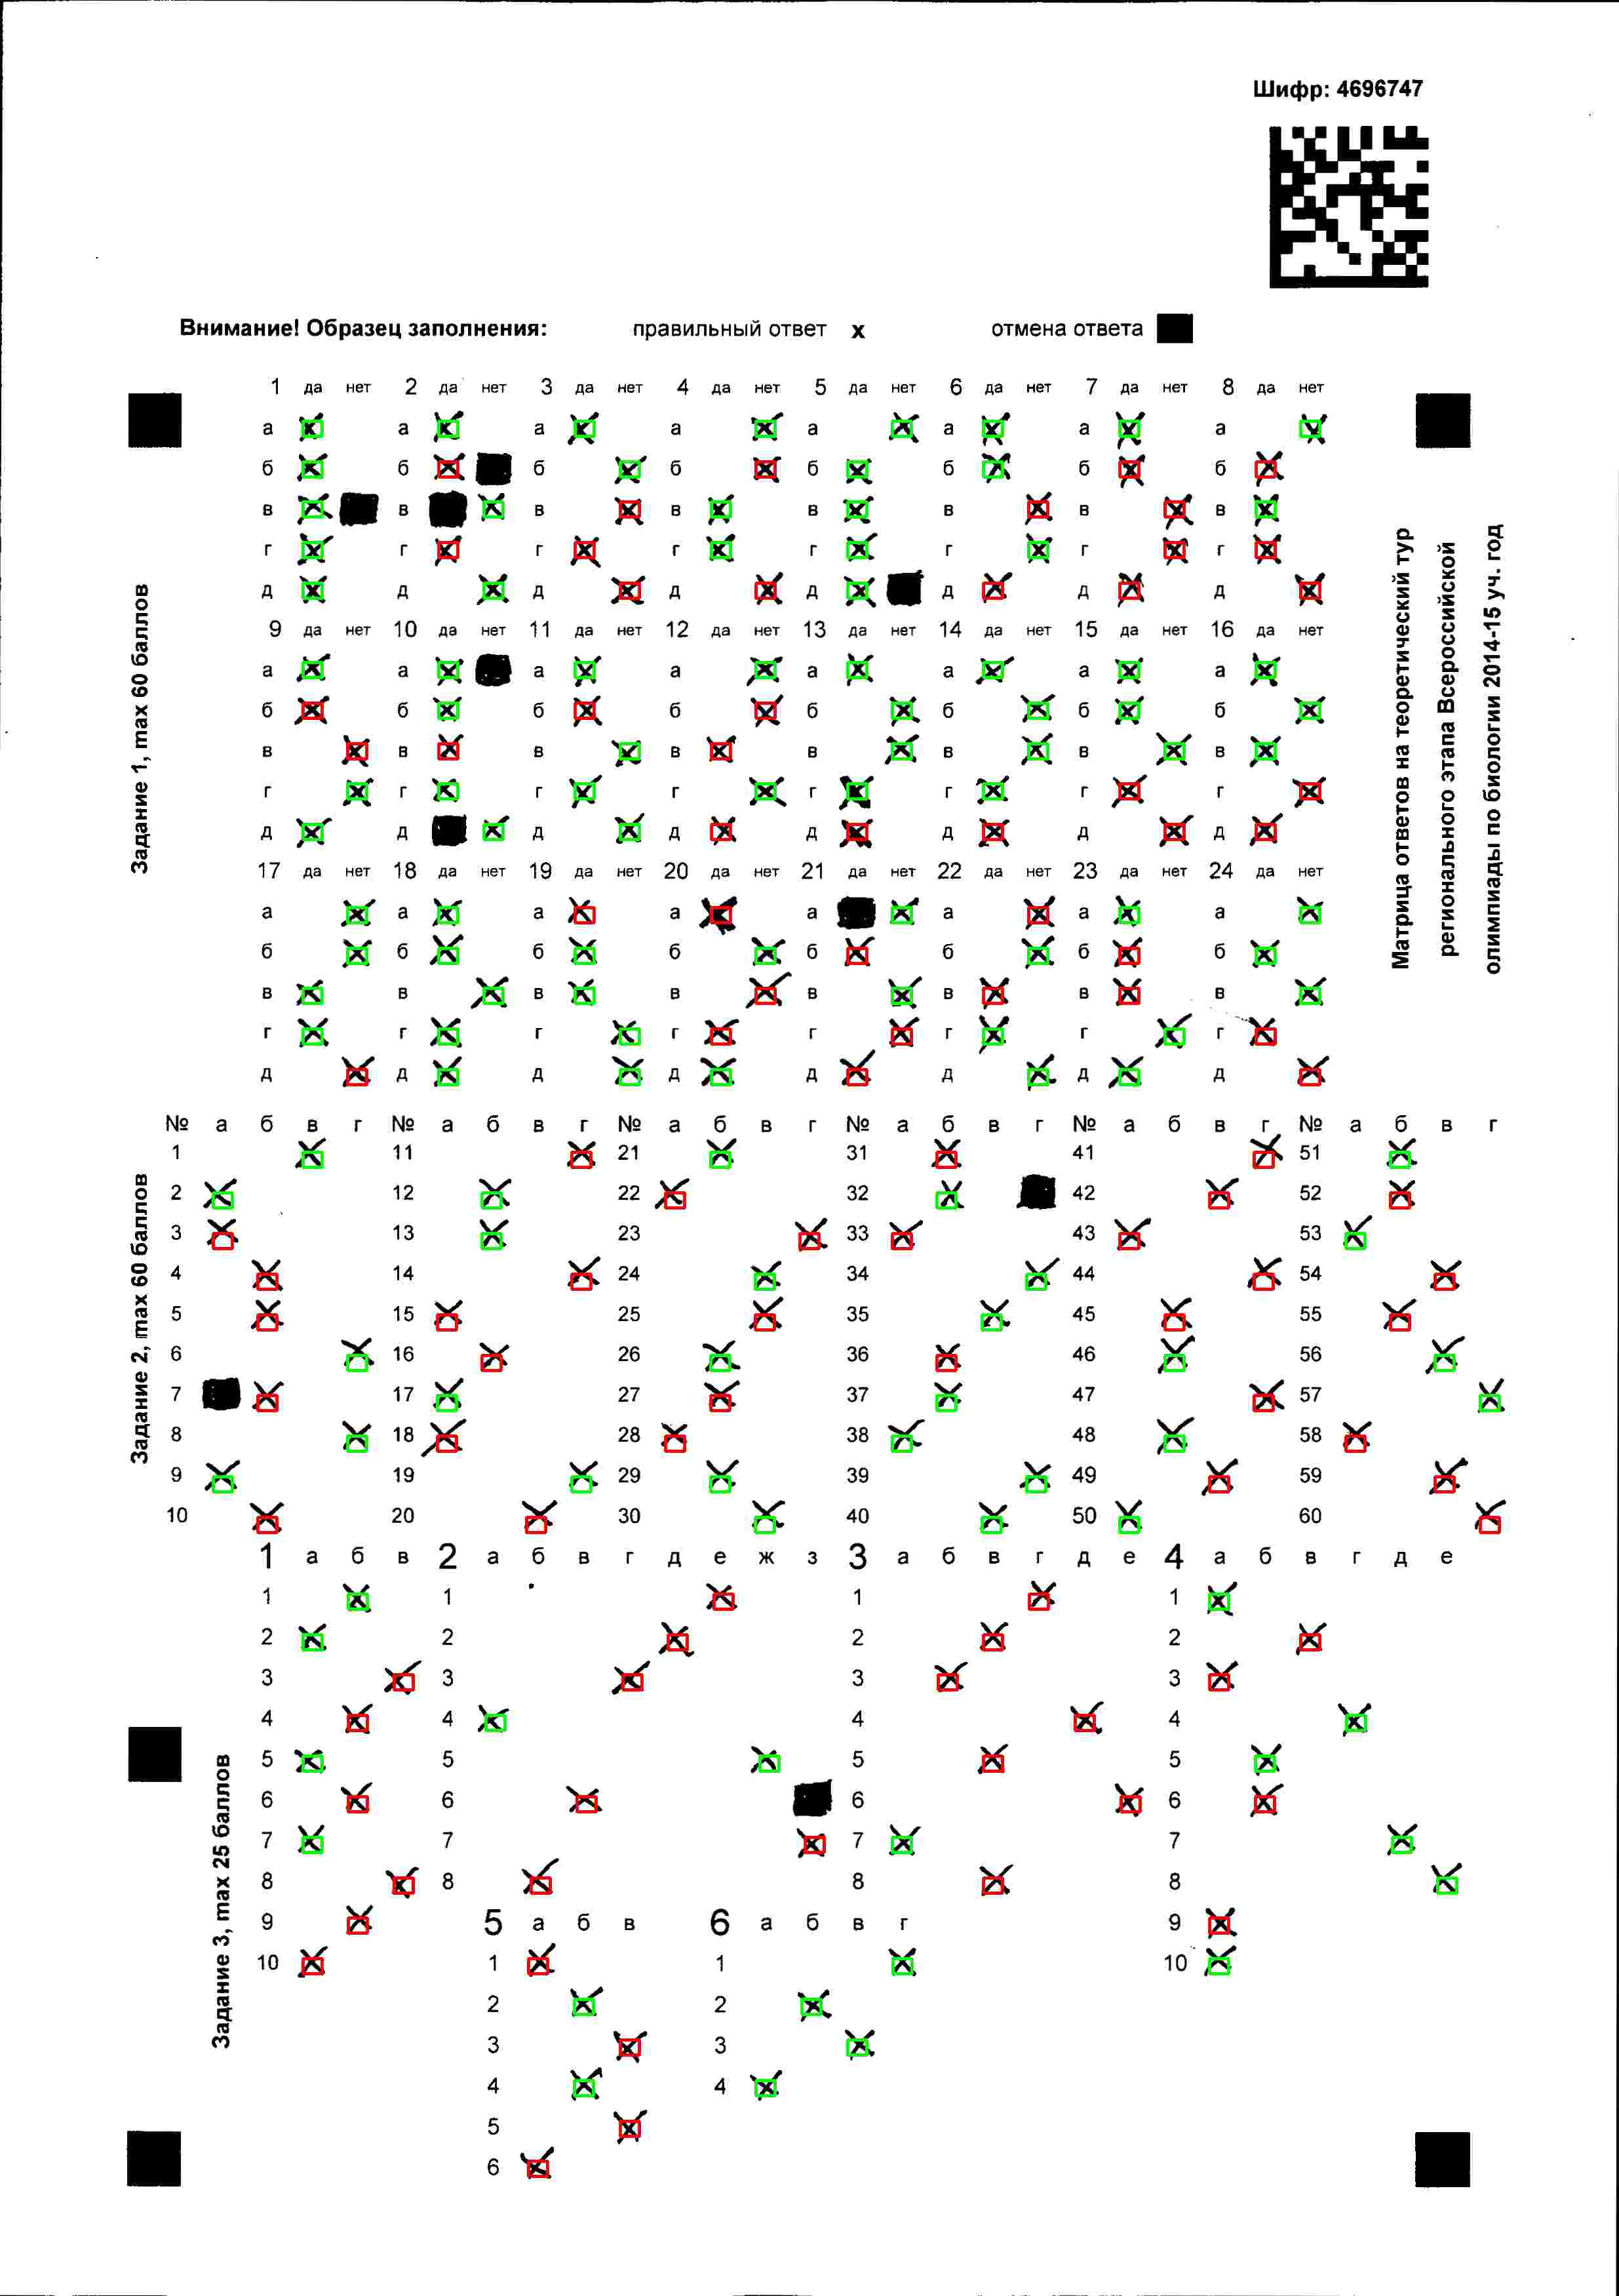 Шифр: 4696747
Внимание! Образец заполнения: правильный ответ x отмена ответа
Задание 1, max 60 баллов
1 да нет 2 да нет 3 да нет 4 да нет 5 да нет 6 да нет 7 да нет 8 да нет
а а а а а а а а
б б б б б б б б
в в в в в в в в
г г г г г г г г
д д д д д д д д
9 да нет 10 да нет 11 да нет 12 да нет 13 да нет 14 да нет 15 да нет 16 да нет
а а а а а а а а
б б б б б б б б
в в в в в в в в
г г г г г г г г
д д д д д д д д
17 да нет 18 да нет 19 да нет 20 да нет 21 да нет 22 да нет 23 да нет 24 да нет
а а а а а а а а
б б б б б б б б
в в в в в в в в
г г г г г г г г
д д д д д д д д
Матрица ответов на теоретический тур
регионального этапа Всероссийской
олимпиады по биологии 2014-15 уч. год
Задание 2, max 60 баллов
№ а б в г № а б в г № а б в г № а б в г № а б в г № а б в г
1 11 21 31 41 51
2 12 22 32 42 52
3 13 23 33 43 53
4 14 24 34 44 54
5 15 25 35 45 55
6 16 26 36 46 56
7 17 27 37 47 57
8 18 28 38 48 58
9 19 29 39 49 59
10 20 30 40 50 60
Задание 3, max 25 баллов
1 а б в 2 а б в г д е ж з 3 а б в г д е 4 а б в г д е
1 1 1 1
2 2 2 2
3 3 3 3
4 4 4 4
5 5 5 5
6 6 6 6
7 7 7 7
8 8 8 8
9 5 а б в 6 а б в г 9
10 1 1 10
2 2
3 3
4 4
5
6